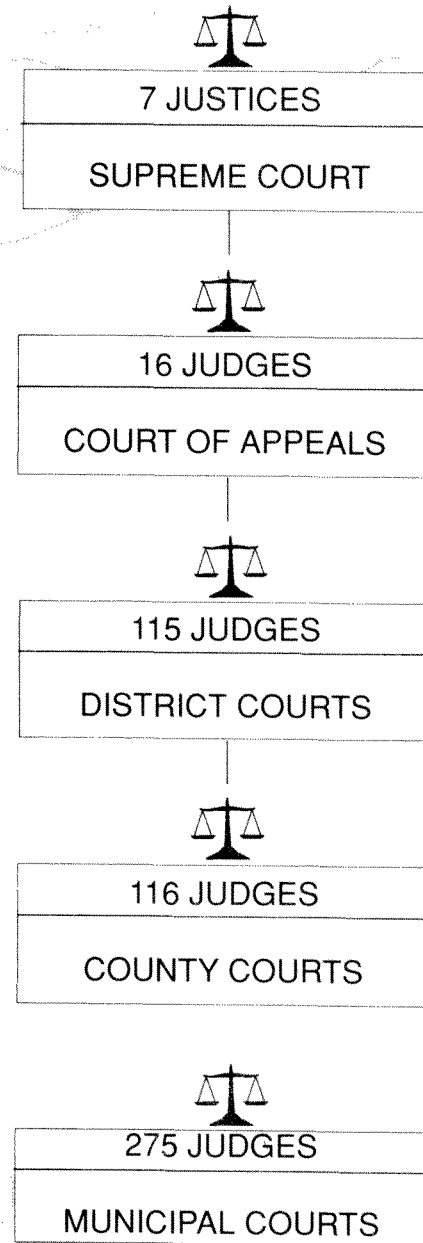 7 JUSTICES
SUPREME COURT
16 JUDGES
COURT OF APPEALS
115 JUDGES
DISTRICT COURTS
116 JUDGES
COUNTY COURTS
275 JUDGES
MUNICIPAL COURTS